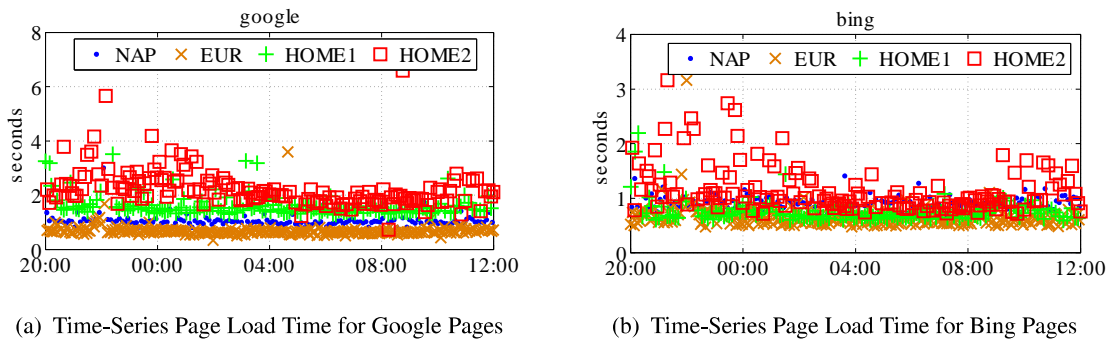 google
8
6
4
2
0
seconds
NAP EUR HOME1 HOME2
20:00 00:00 04:00 08:00 12:00
(a) Time-Series Page Load Time for Google Pages
bing
4
3
2
1
0
seconds
NAP EUR HOME1 HOME2
20:00 00:00 04:00 08:00 12:00
(b) Time-Series Page Load Time for Bing Pages